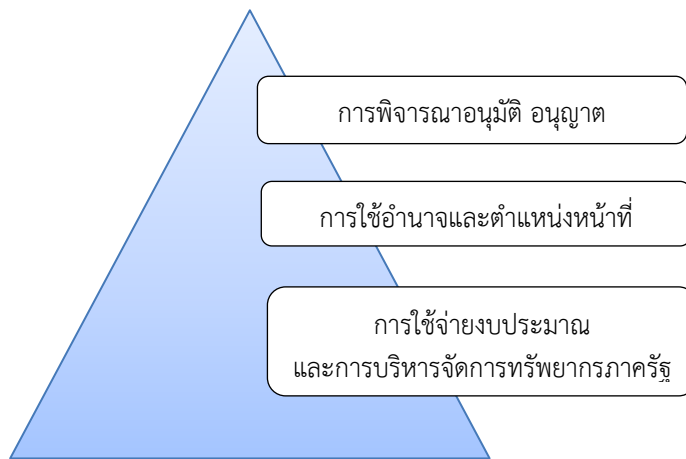 การพิจารณาอนุมัติ อนุญาต
การใช้อำนาจและตำแหน่งหน้าที่
การใช้จ่ายงบประมาณ
และการบริหารจัดการทรัพยากรภาครัฐ